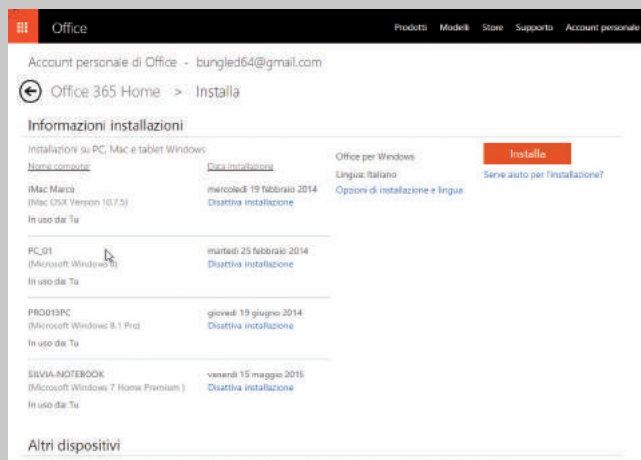 Office
Prodotti Modelli Store Supporto Account personale
Account personale di Office - bungled64@gmail.com
Office 365 Home > Installa
Informazioni installazioni
Installazioni su PC, Mac e tablet Windows
Nome computer Data installazione
iMac Marco mercoledì 19 febbraio 2014
(Mac OSX Version 10.7.5) Disattiva installazione
In uso da: Tu
PC_01 martedì 25 febbraio 2014
(Microsoft Windows 8) Disattiva installazione
In uso da: Tu
PRO013PC giovedì 19 giugno 2014
(Microsoft Windows 8.1 Pro) Disattiva installazione
In uso da: Tu
SILVIA-NOTEBOOK venerdì 15 maggio 2015
(Microsoft Windows 7 Home Premium ) Disattiva installazione
In uso da: Tu
Office per Windows
Lingua: Italiano
Opzioni di installazione e lingua
Installa
Serve aiuto per l'installazione?
Altri dispositivi